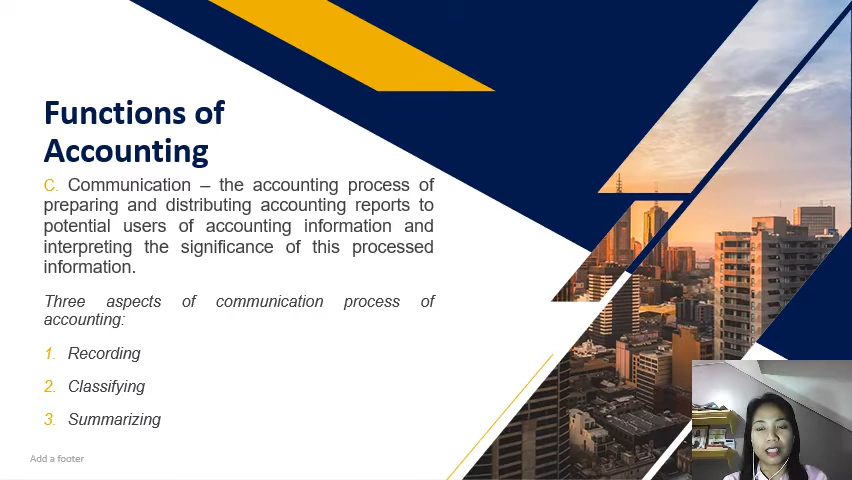 Functions of
Accounting
C. Communication – the accounting process of
preparing and distributing accounting reports to
potential users of accounting information and
interpreting the significance of this processed
information.
Three aspects of communication process of
accounting:
1. Recording
2. Classifying
3. Summarizing
Add a footer